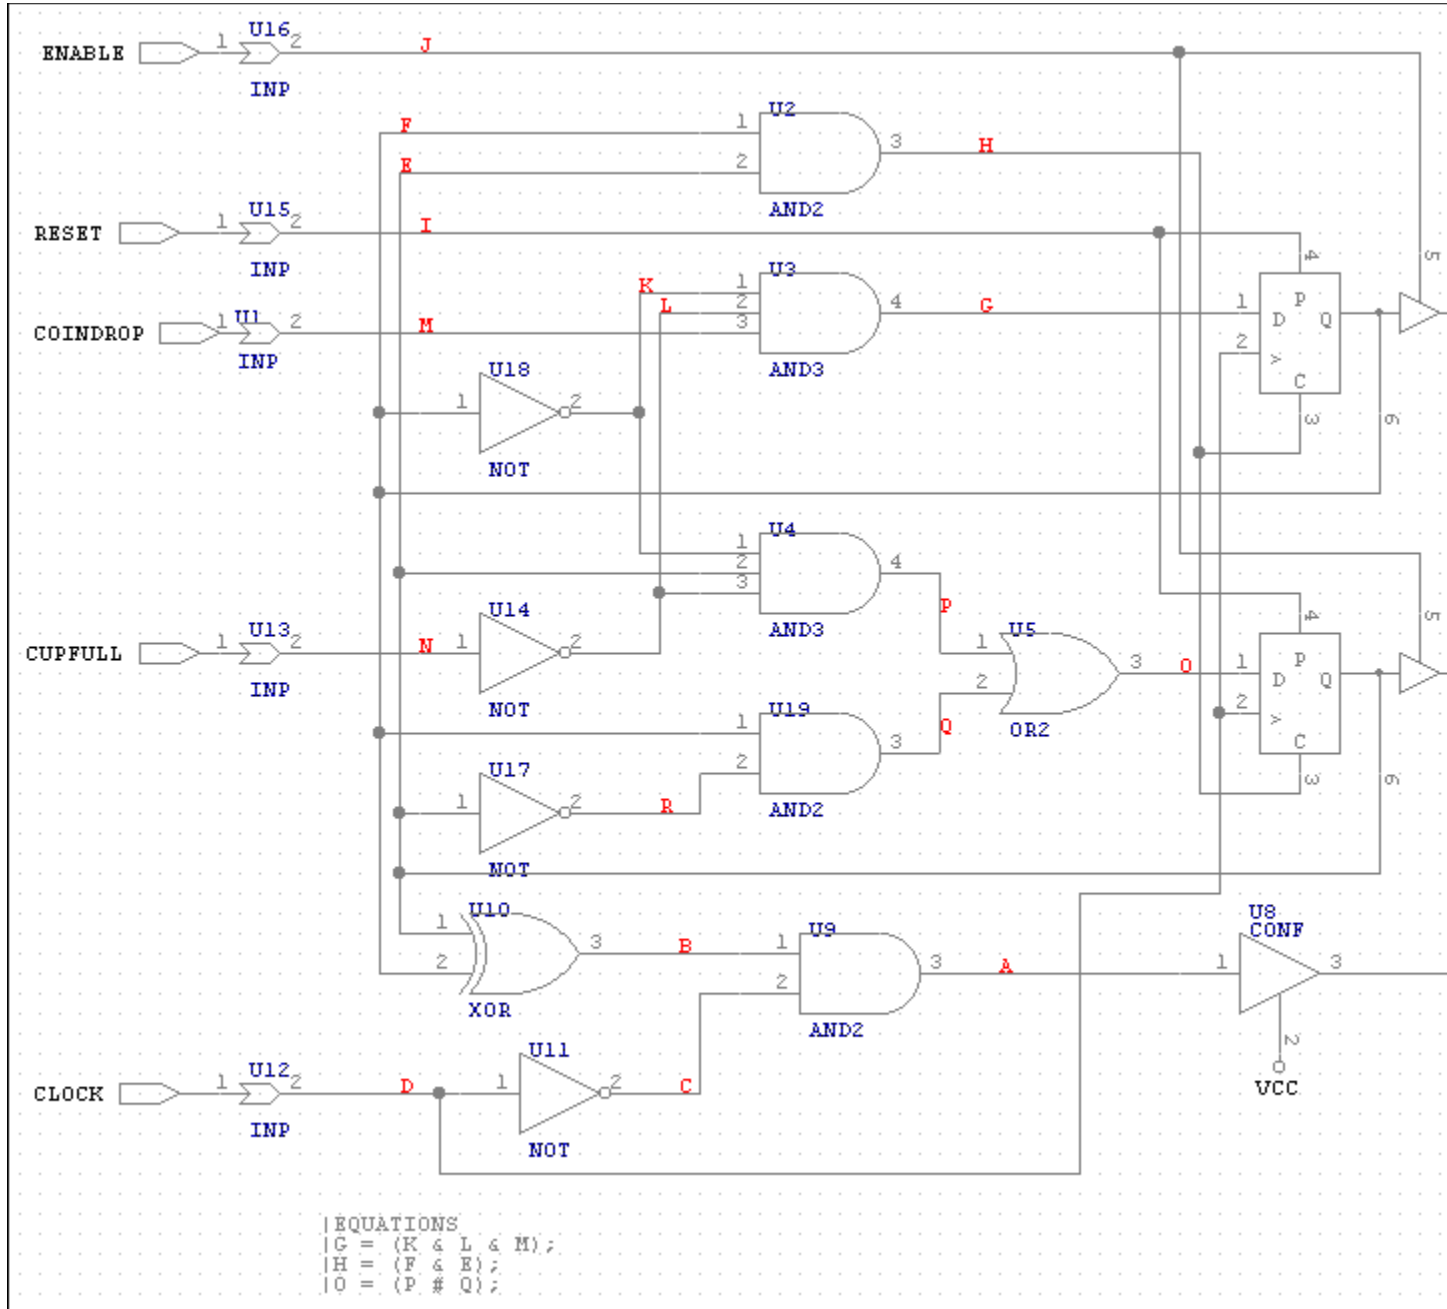 U16
ENABLE 1 2 J
INP
U2
F 1
3 H
E 2
AND2
U15
RESET 1 2 I
INP
4
5
U3
K 1
L 2
4 G
1 D P Q
U1
COINDROP 1 2 M 3
INP
AND3
2 >
C
U18
1 2
3
6
NOT
U4
1
2
4
3
5
P
U14
4
U5
U13
AND3
1
3 O
1 D P Q
CUPFULL 1 2 N 1 2
INP
2
U19
NOT
1
Q
OR2
2 >
3
C
U17
2
1 2 R
3
6
AND2
NOT
U10
U8
CONF
1
U9
3 B 1
2
3 A
1 3
2
XOR
AND2
U11
2
U12
CLOCK 1 2 D 1 2 C
VCC
INP
NOT
|EQUATIONS
|G = (K & L & M);
|H = (F & E);
|O = (P # Q);